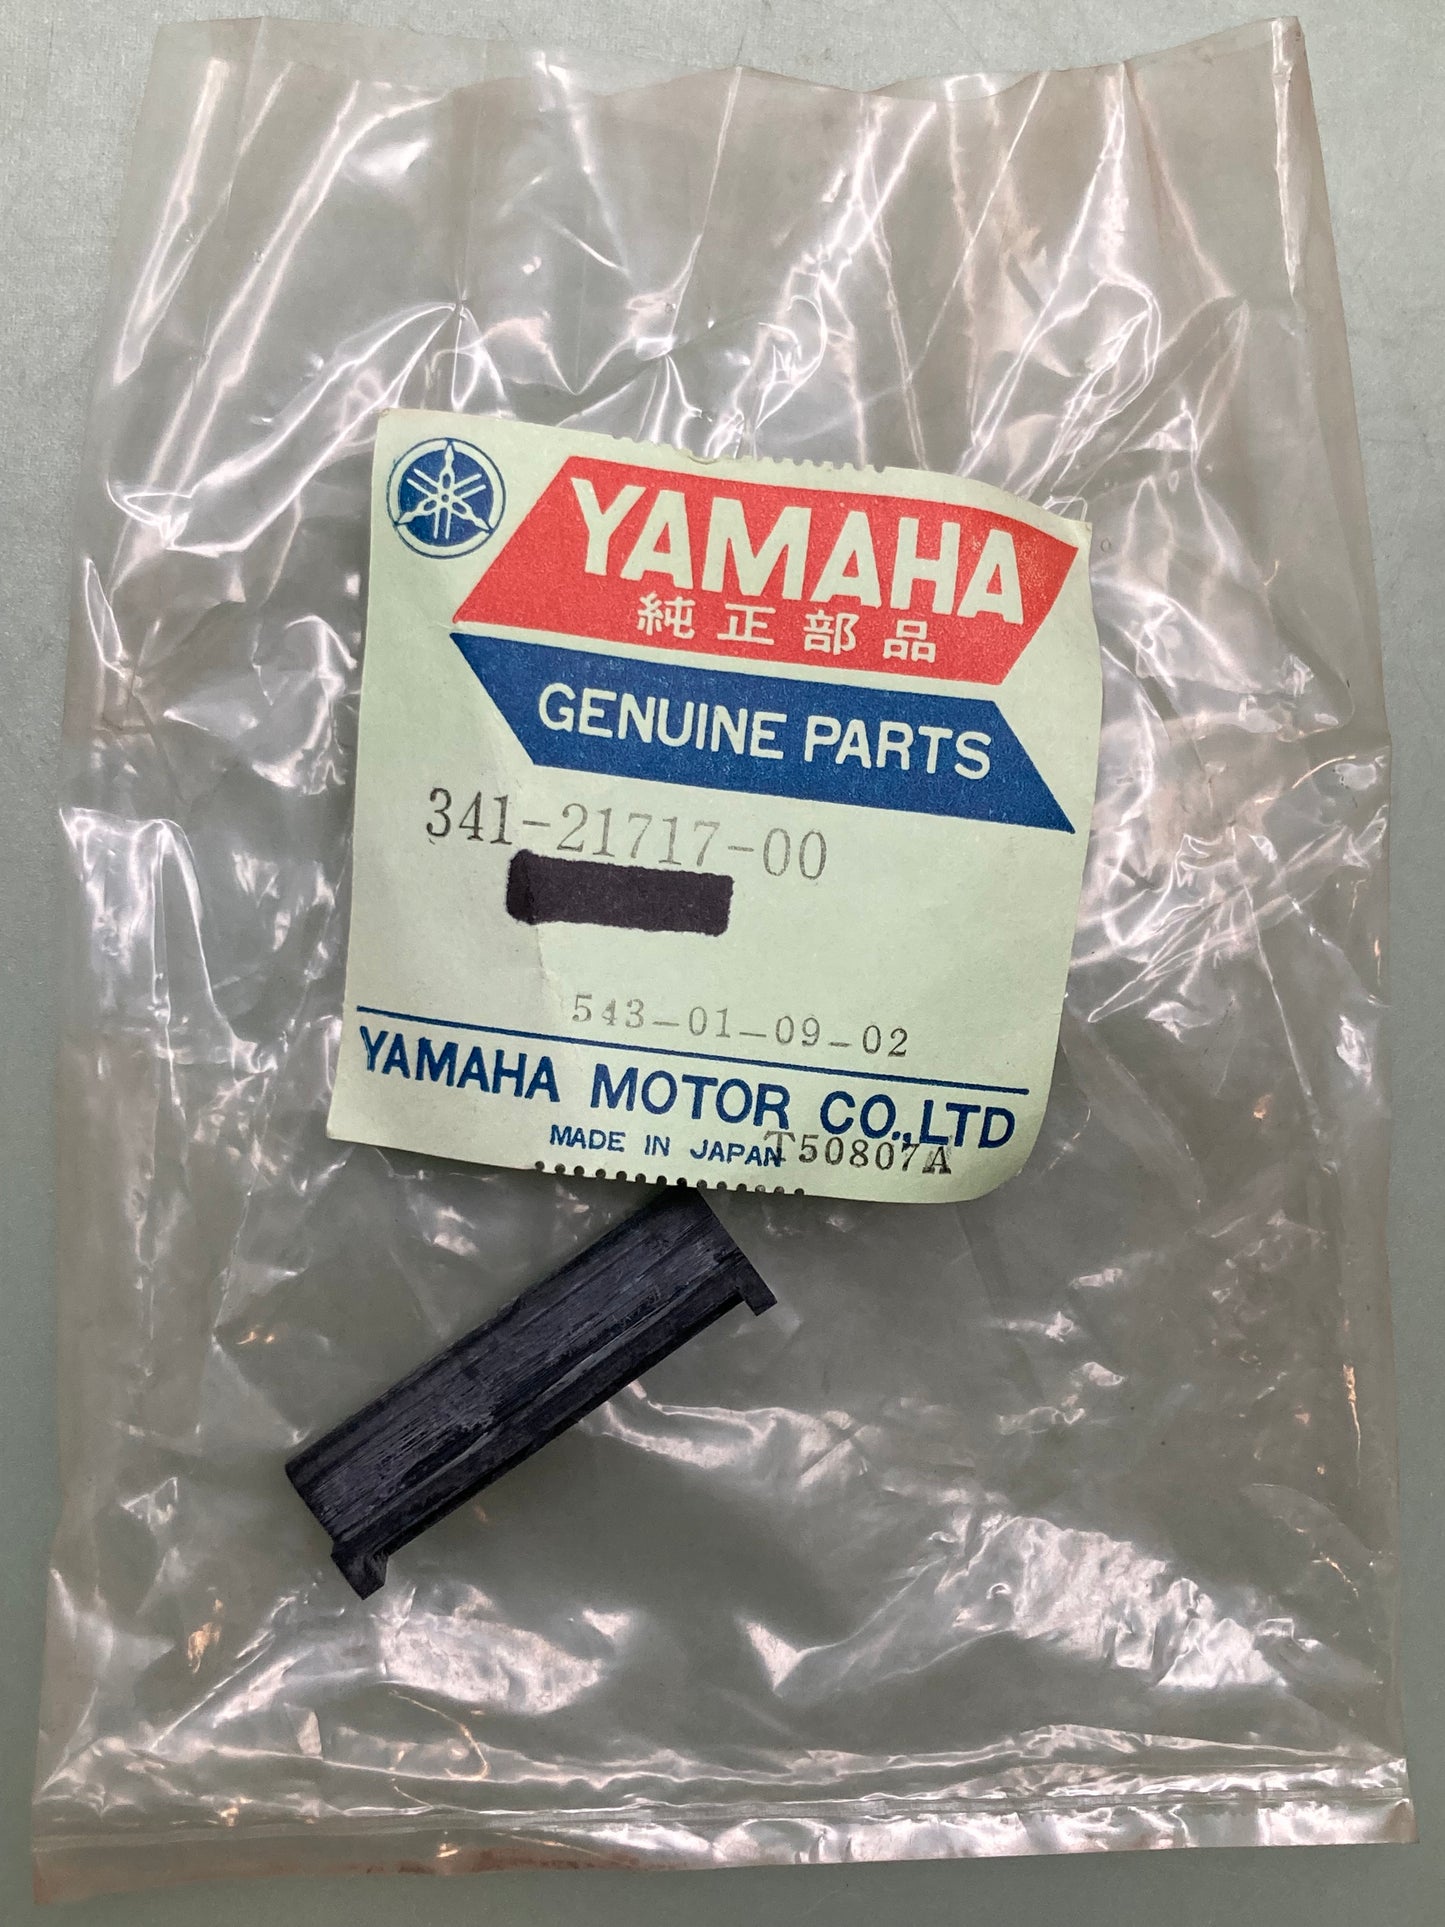 YAMAHA
純正部品
GENUINE PARTS
341-21717-00
543-01-09-02
YAMAHA MOTOR CO.,LTD
MADE IN JAPAN T50807A